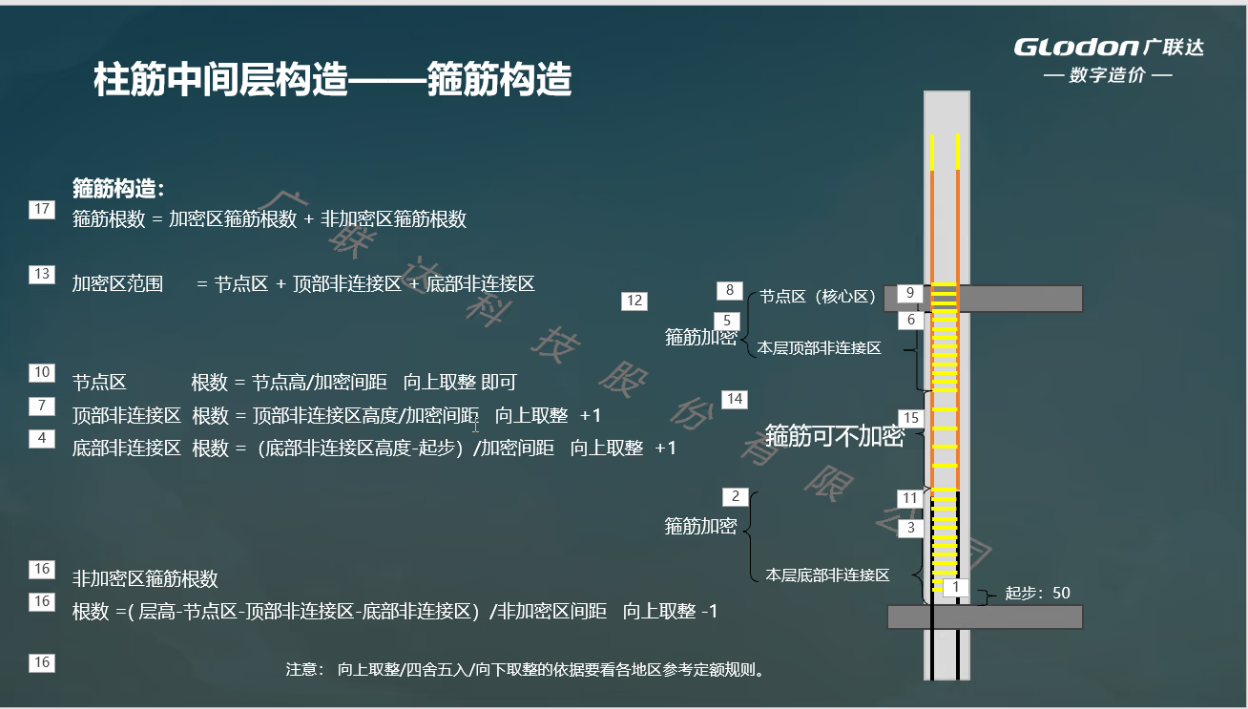 GLodon广联达
—数字造价—
柱筋中间层构造——箍筋构造
箍筋构造：
17 箍筋根数 = 加密区箍筋根数 + 非加密区箍筋根数
13 加密区范围 = 节点区 + 顶部非连接区 + 底部非连接区
10 节点区 根数 = 节点高/加密间距 向上取整 即可
7 顶部非连接区 根数 = 顶部非连接区高度/加密间距 向上取整 +1
4 底部非连接区 根数 =（底部非连接区高度-起步）/加密间距 向上取整 +1
16 非加密区箍筋根数
16 根数 =( 层高-节点区-顶部非连接区-底部非连接区）/非加密区间距 向上取整 -1
16 注意： 向上取整/四舍五入/向下取整的依据要看各地区参考定额规则。
12
8 节点区（核心区） 9
5 6
箍筋加密
本层顶部非连接区
14
15
箍筋可不加密
2 11
箍筋加密 3
本层底部非连接区
1
起步：50
广联达科技股份有限公司